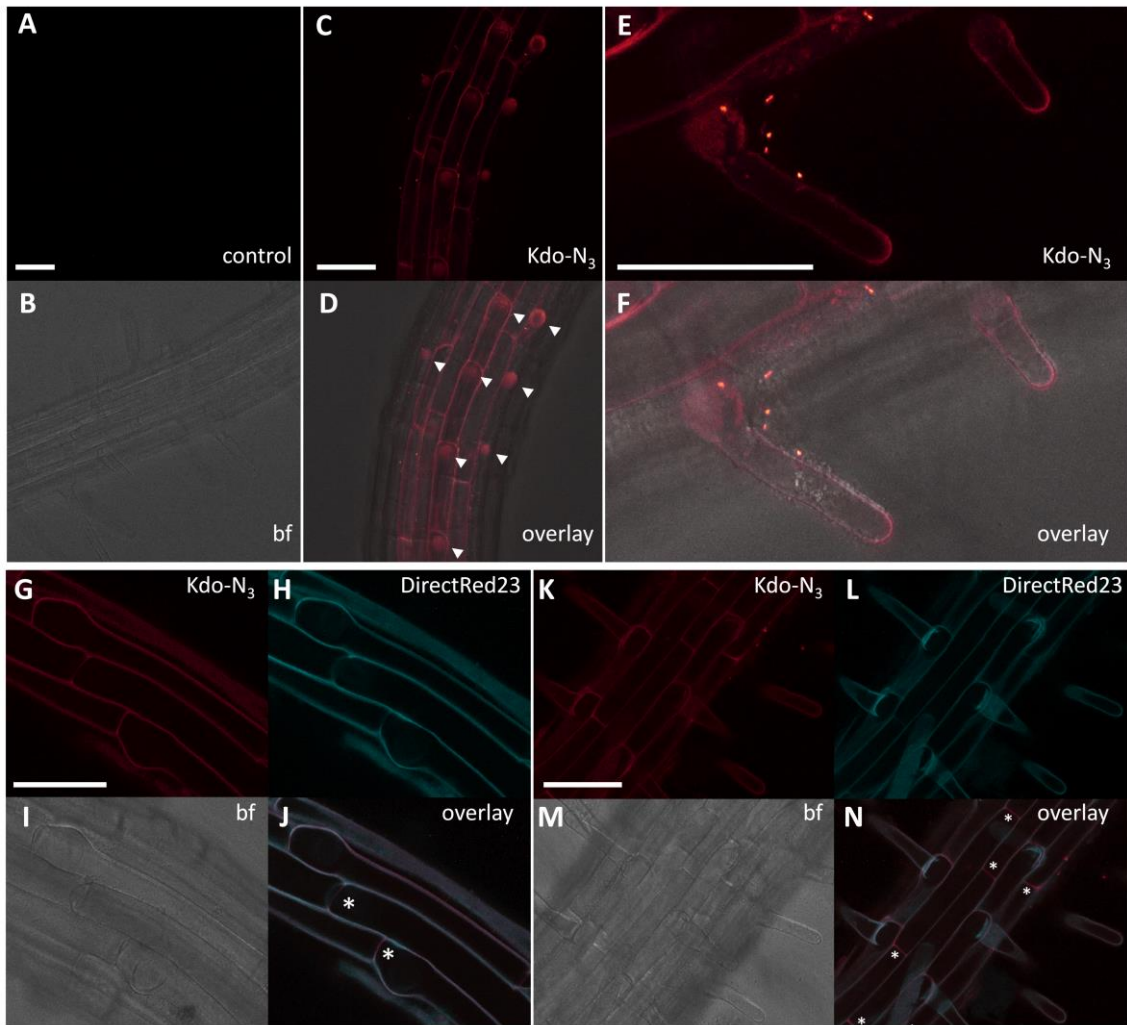 A
control
B
bf
C
Kdo-N₃
D
overlay
E
Kdo-N₃
F
overlay
G
Kdo-N₃
H
DirectRed23
I
bf
J
overlay
*
*
K
Kdo-N₃
L
DirectRed23
M
bf
N
overlay
*
*
*
*
*